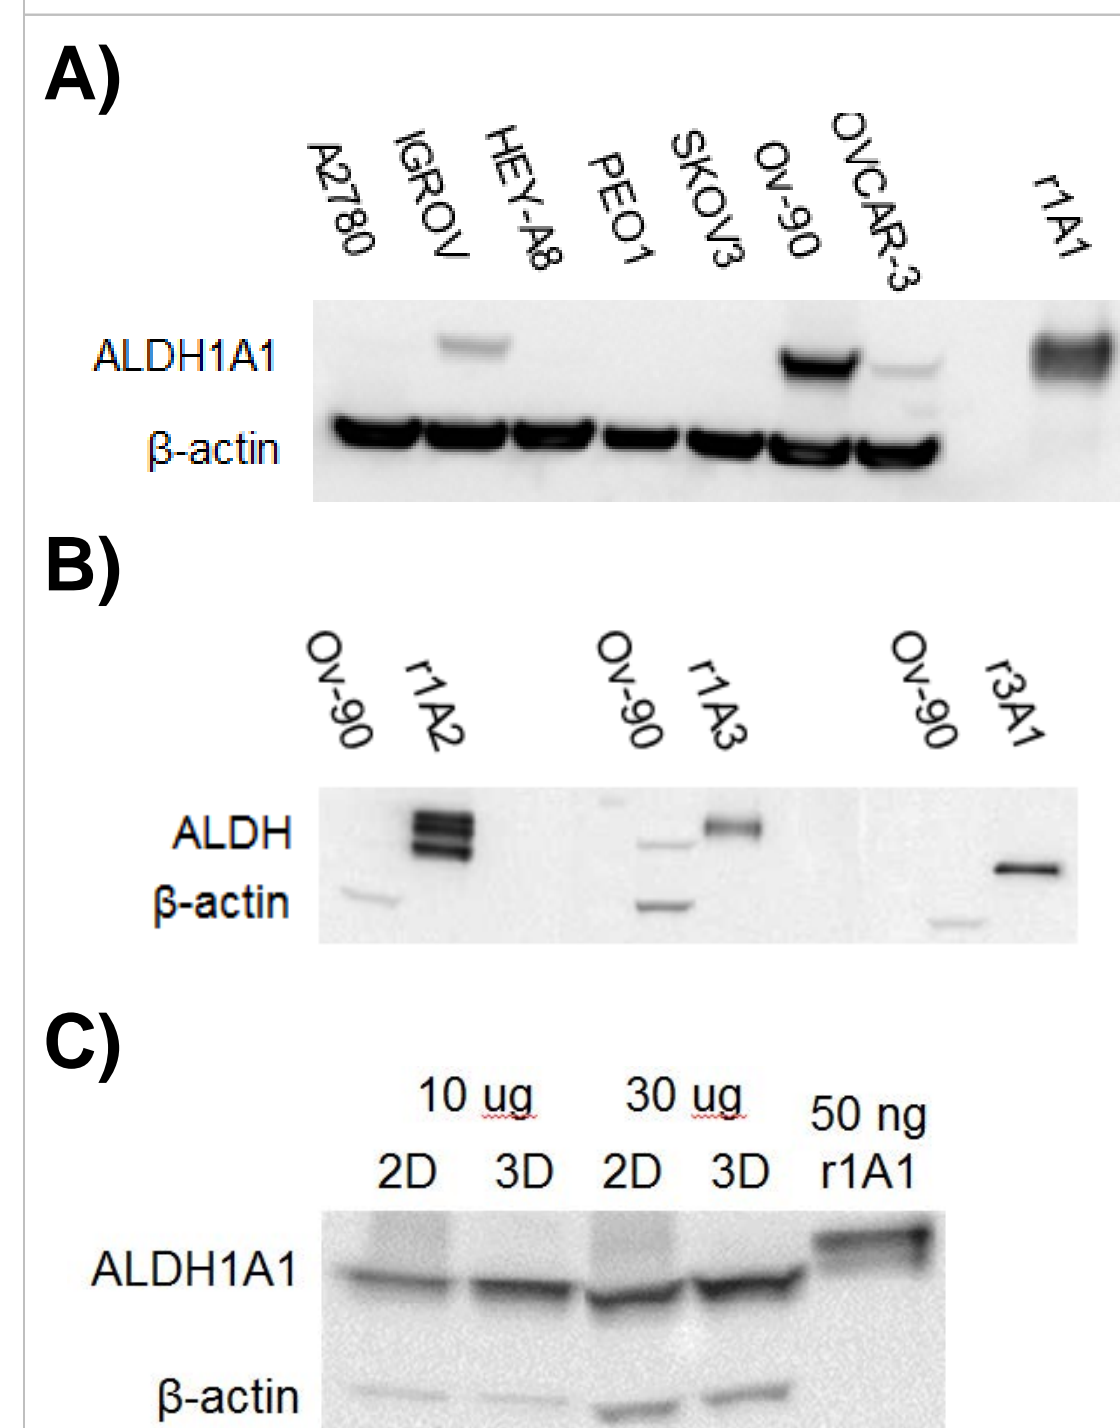 A)
A2780 IGROV HEY-A8 PEO1 SKOV3 Ov-90 OVCAR-3 r1A1
ALDH1A1
β-actin
B)
Ov-90 r1A2 Ov-90 r1A3 Ov-90 r3A1
ALDH
β-actin
C)
10 ug 30 ug 50 ng
2D 3D 2D 3D r1A1
ALDH1A1
β-actin